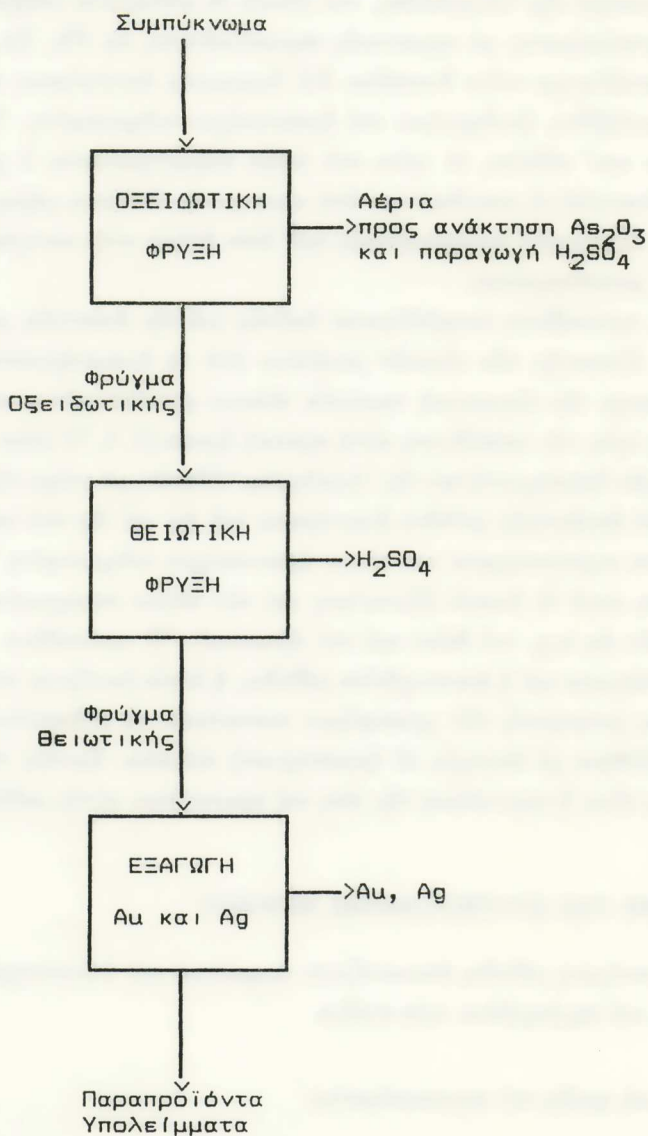 Συμπύκνωμα
ΟΞΕΙΔΩΤΙΚΗ
ΦΡΥΞΗ
Αέρια
προς ανάκτηση As₂O₃
και παραγωγή H₂SO₄
Φρύγμα
Οξειδωτικής
ΘΕΙΩΤΙΚΗ
ΦΡΥΞΗ
H₂SO₄
Φρύγμα
Θειωτικής
ΕΞΑΓΩΓΗ
Au και Ag
Au, Ag
Παραπροϊόντα
Υπολείμματα